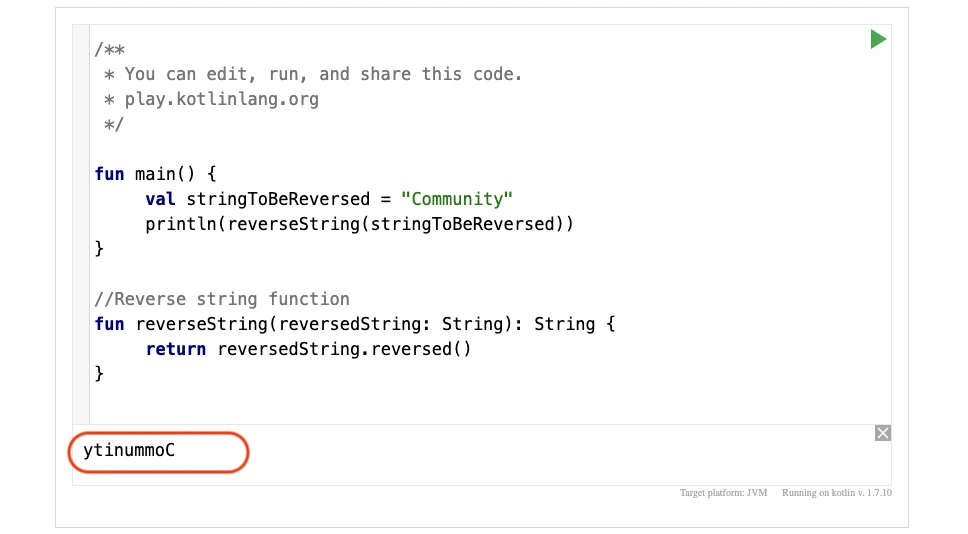 /**
 * You can edit, run, and share this code.
 * play.kotlinlang.org
 */
fun main() {
     val stringToBeReversed = "Community"
     println(reverseString(stringToBeReversed))
}
//Reverse string function
fun reverseString(reversedString: String): String {
     return reversedString.reversed()
}
ytinummoC
Target platform: JVM Running on kotlin v. 1.7.10